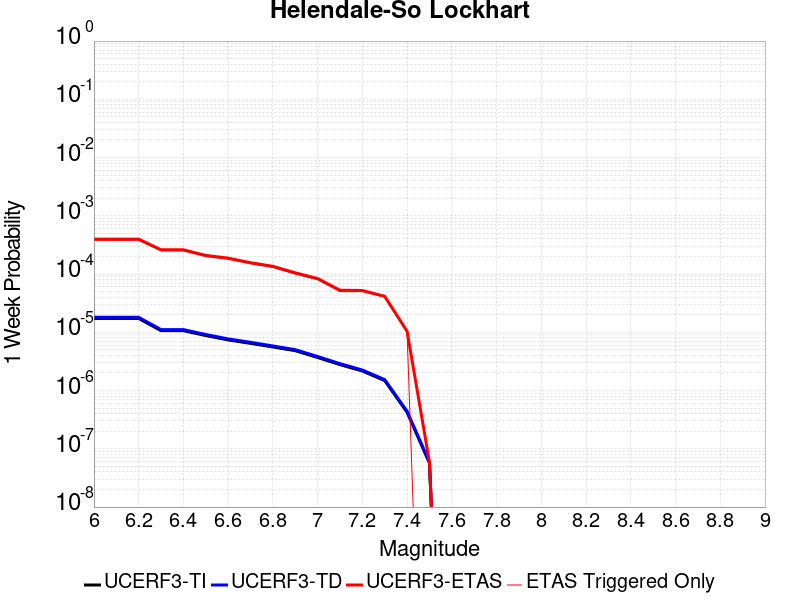 Helendale-So Lockhart
10^0
10^-1
10^-2
10^-3
10^-4
10^-5
10^-6
10^-7
10^-8
1 Week Probability
6 6.2 6.4 6.6 6.8 7 7.2 7.4 7.6 7.8 8 8.2 8.4 8.6 8.8 9
Magnitude
UCERF3-TI UCERF3-TD UCERF3-ETAS ETAS Triggered Only